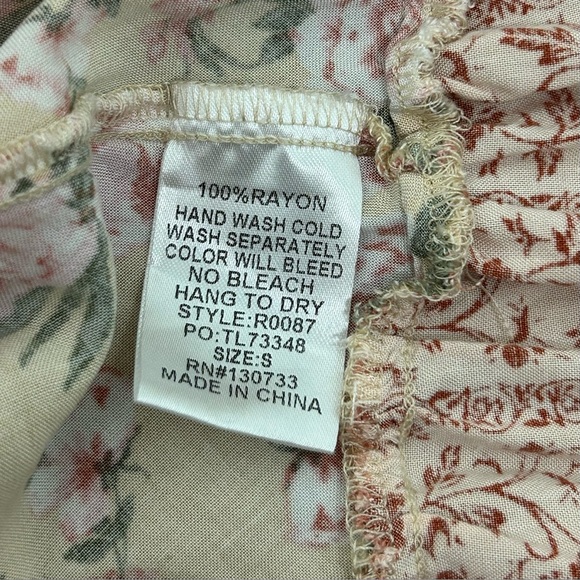 100%RAYON
HAND WASH COLD
WASH SEPARATELY
COLOR WILL BLEED
NO BLEACH
HANG TO DRY
STYLE:R0087
PO:TL73348
SIZE:S
RN#130733
MADE IN CHINA